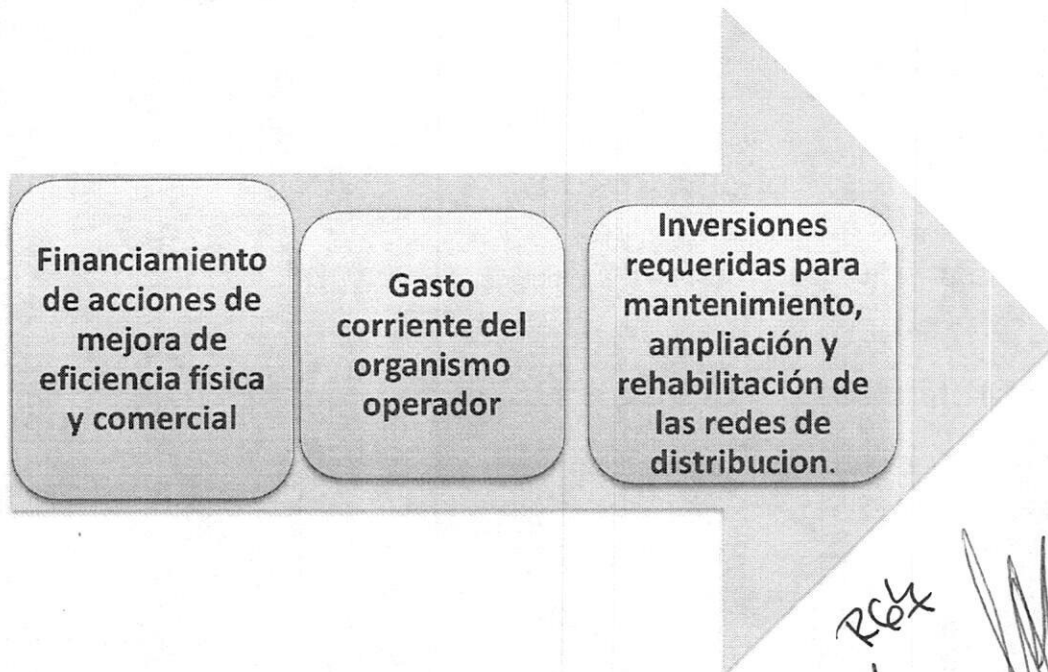 Financiamiento
de acciones de
mejora de
eficiencia física
y comercial
Gasto
corriente del
organismo
operador
Inversiones
requeridas para
mantenimiento,
ampliación y
rehabilitación de
las redes de
distribucion.